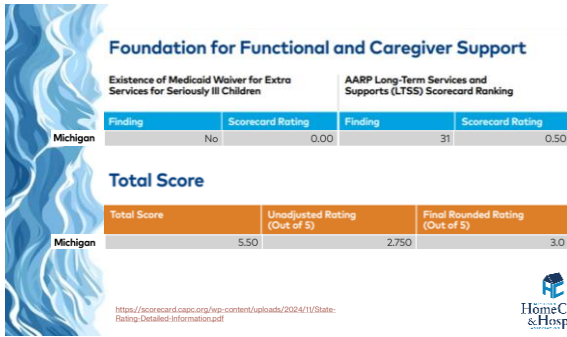 Foundation for Functional and Caregiver Support
Existence of Medicaid Waiver for Extra
Services for Seriously Ill Children
AARP Long-Term Services and
Supports (LTSS) Scorecard Ranking
Finding Scorecard Rating Finding Scorecard Rating
Michigan No 0.00 31 0.50
Total Score
Total Score Unadjusted Rating Final Rounded Rating
(Out of 5) (Out of 5)
Michigan 5.50 2.750 3.0
https://scorecard.capc.org/wp-content/uploads/2024/11/State-
Rating-Detailed-Information.pdf
HomeC
& Hosp